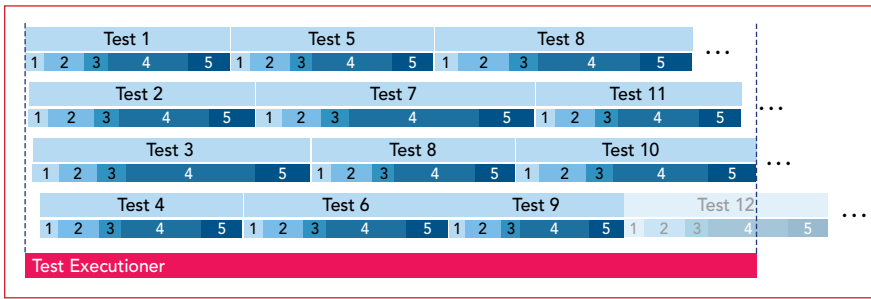 Test 1 Test 5 Test 8
1 2 3 4 5 1 2 3 4 5 1 2 3 4 5 ...
Test 2 Test 7 Test 11
1 2 3 4 5 1 2 3 4 5 1 2 3 4 5 ...
Test 3 Test 8 Test 10
1 2 3 4 5 1 2 3 4 5 1 2 3 4 5 ...
Test 4 Test 6 Test 9 Test 12
1 2 3 4 5 1 2 3 4 5 1 2 3 4 5 1 2 3 4 5 ...
Test Executioner